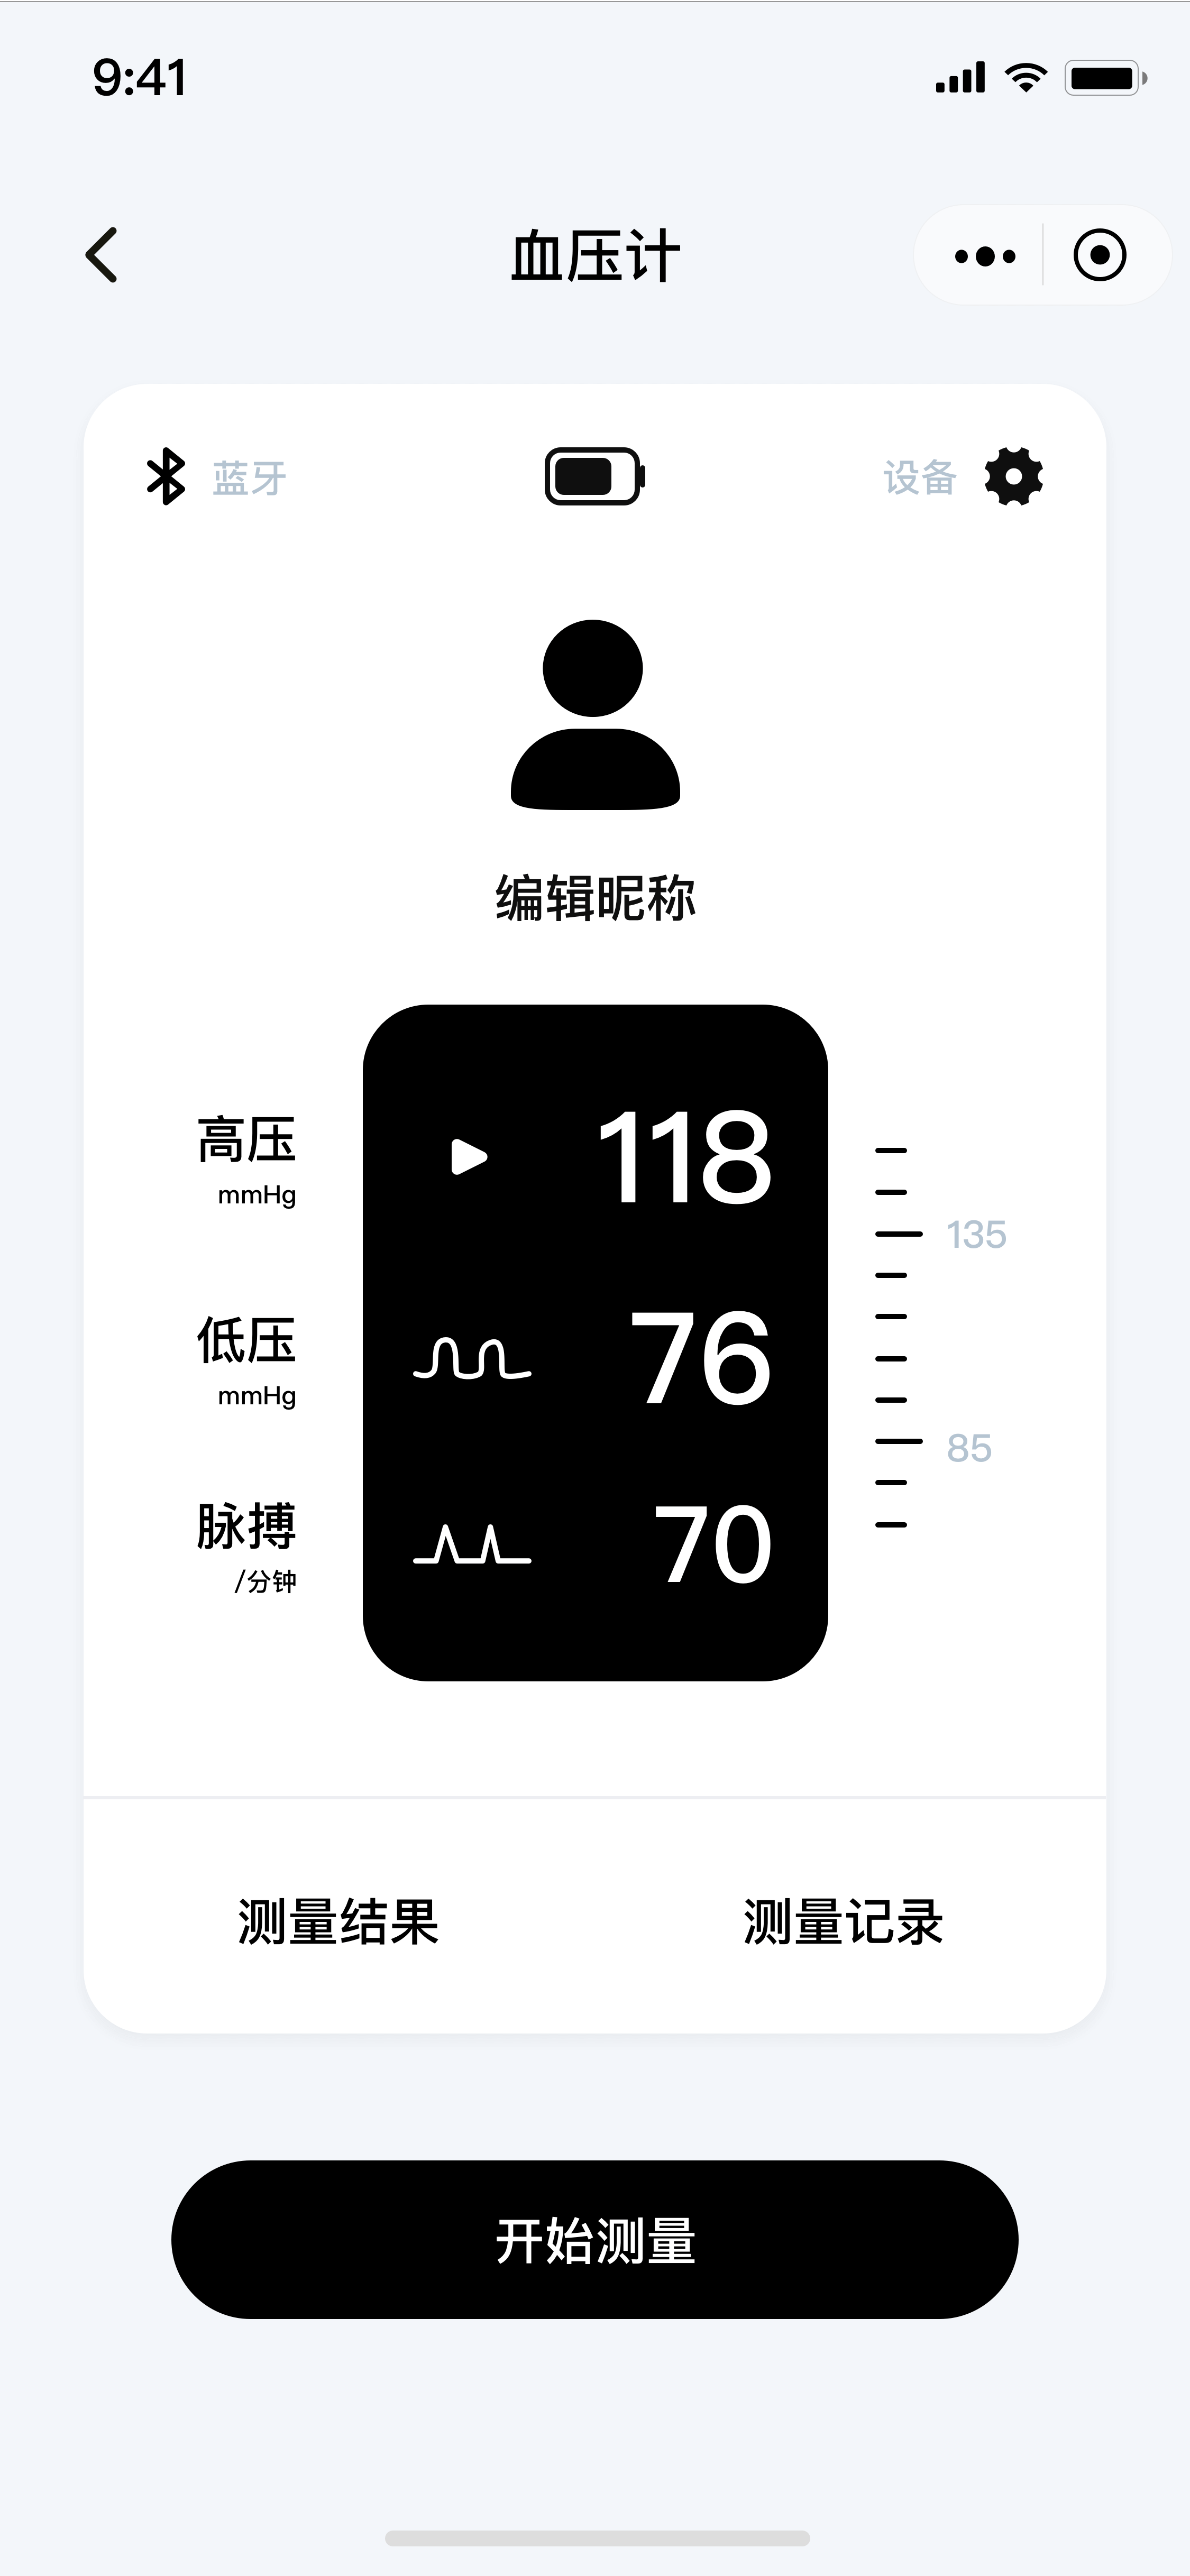 9:41
血压计
蓝牙
设备
编辑昵称
高压
mmHg
118
135
低压
mmHg
76
85
脉搏
/分钟
70
测量结果
测量记录
开始测量